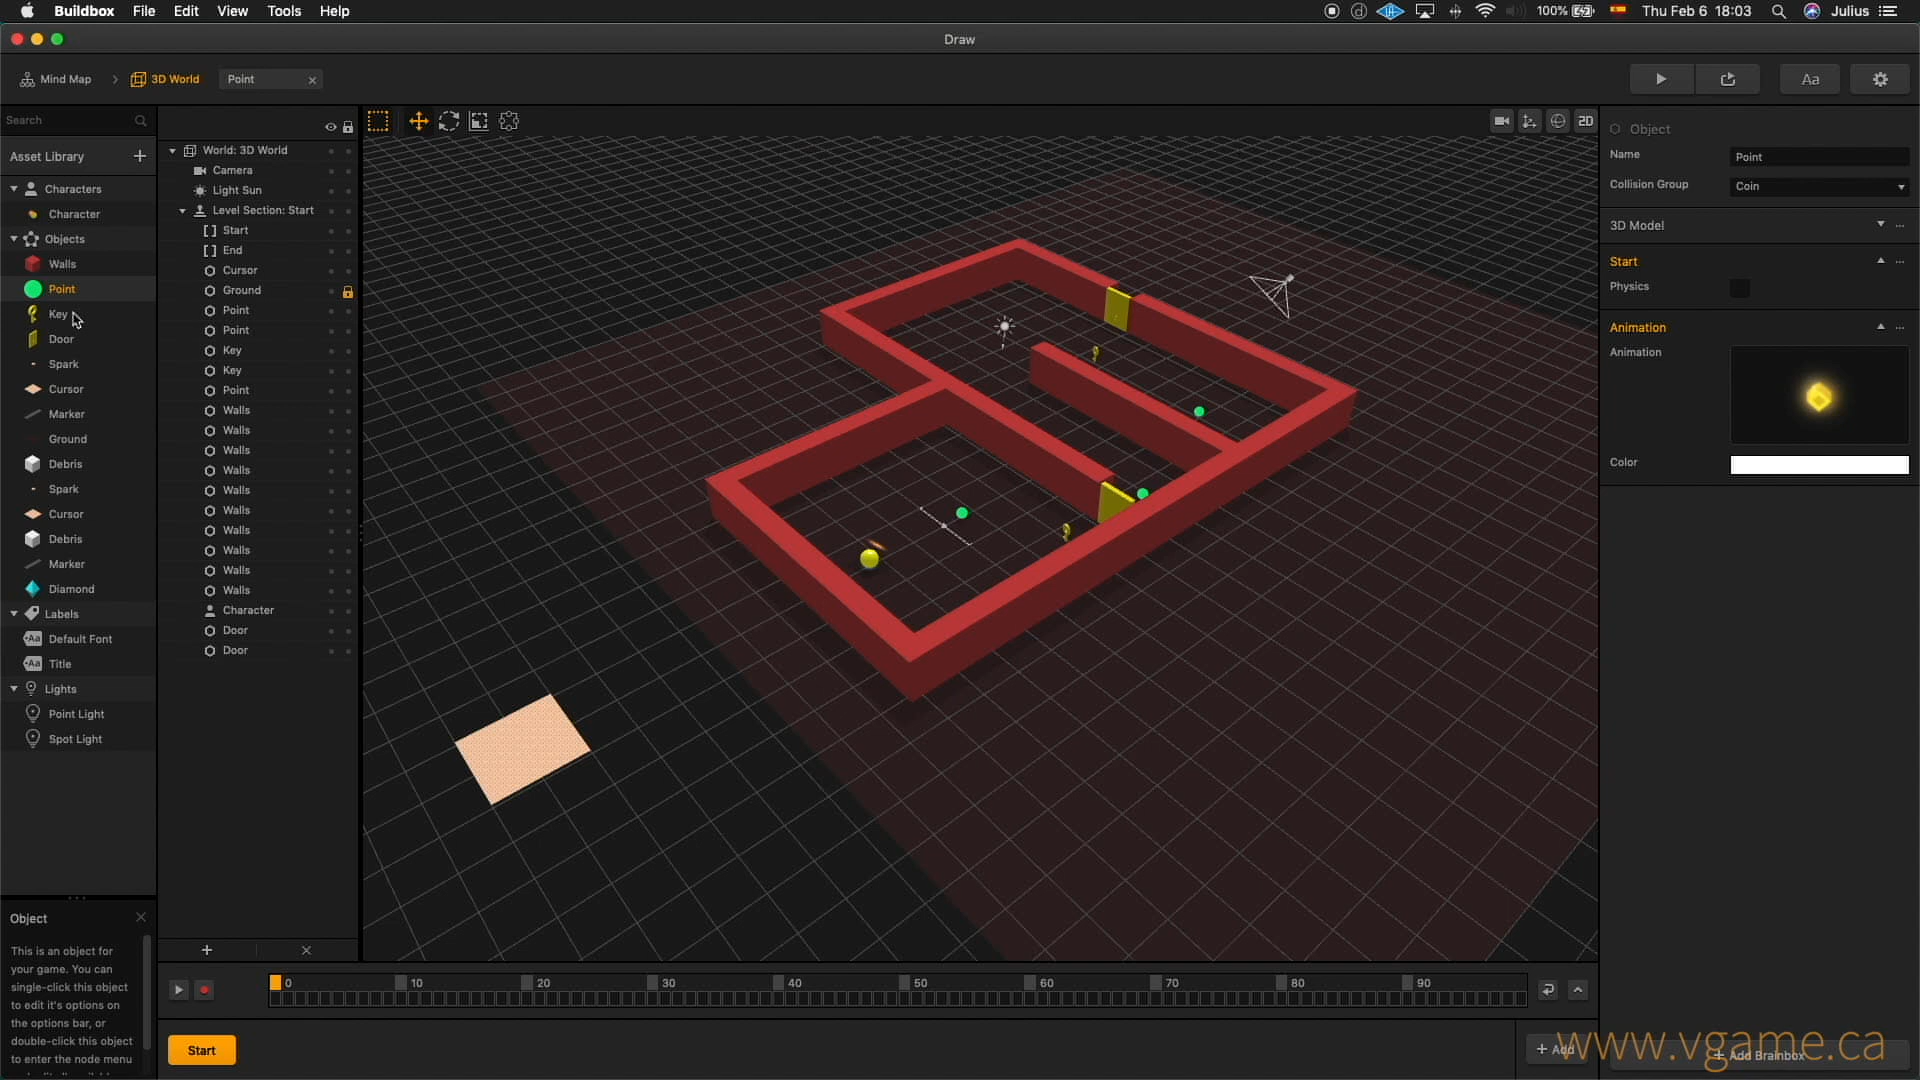 Buildbox File Edit View Tools Help
100% Thu Feb 6 18:03 Julius
Draw
Mind Map 3D World Point
Aa
Search
Asset Library
Characters
Character
Objects
Walls
Point
Key
Door
Spark
Cursor
Marker
Ground
Debris
Spark
Cursor
Debris
Marker
Diamond
Labels
Aa Default Font
Aa Title
Lights
Point Light
Spot Light
Object
This is an object for
your game. You can
single-click this object
to edit it's options on
the options bar, or
double-click this object
to enter the node menu
World: 3D World
Camera
Light Sun
Level Section: Start
Start
End
Cursor
Ground
Point
Point
Key
Key
Point
Walls
Walls
Walls
Walls
Walls
Walls
Walls
Walls
Walls
Walls
Character
Door
Door
2D
Object
Name Point
Collision Group Coin
3D Model
Start
Physics
Animation
Animation
Color
0 10 20 30 40 50 60 70 80 90
Start
+ Add
+ Add Brainbox
www.vgame.ca